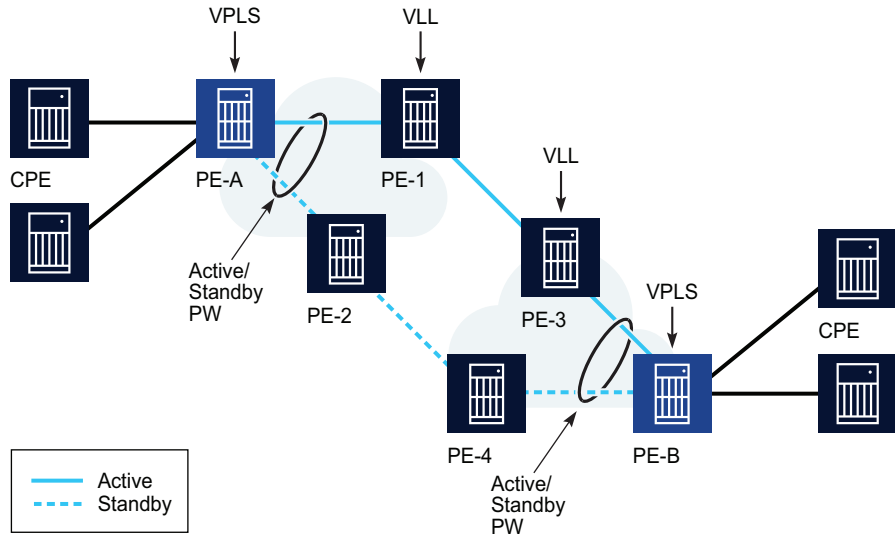 VPLS
VLL
CPE
PE-A
PE-1
VLL
Active/
Standby
PW
PE-2
PE-3
VPLS
CPE
PE-4
PE-B
Active/
Standby
PW
Active
Standby